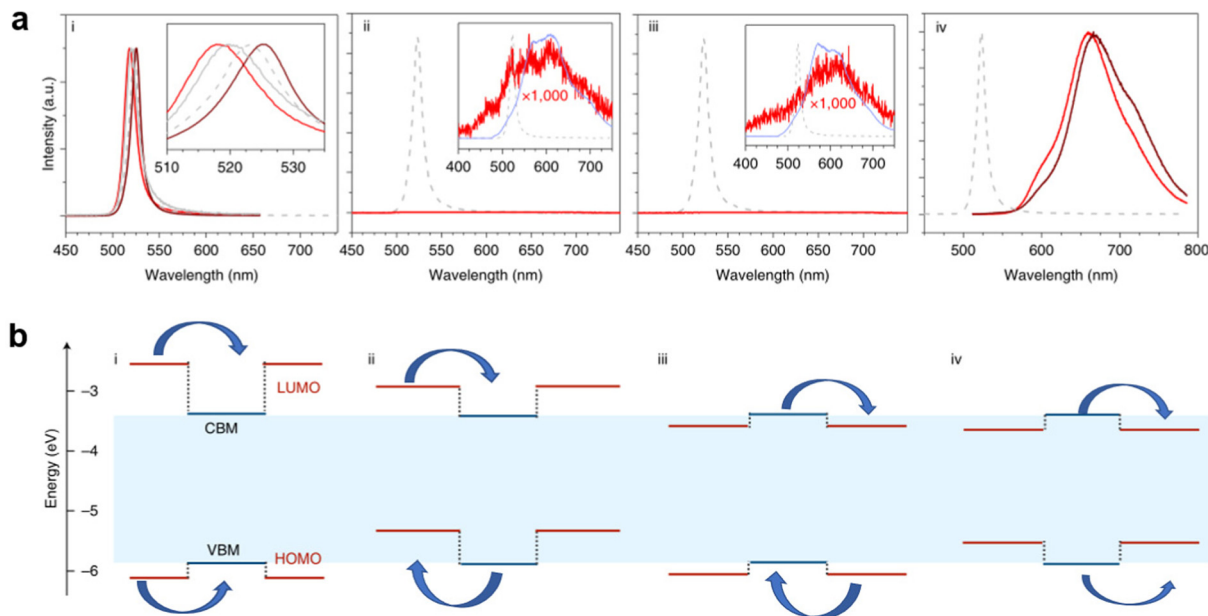 a
i
ii
iii
iv
Intensity (a.u.)
510 520 530
×1,000
400 500 600 700
×1,000
400 500 600 700
450 500 550 600 650 700
450 500 550 600 650 700
450 500 550 600 650 700
500 600 700 800
Wavelength (nm)
Wavelength (nm)
Wavelength (nm)
Wavelength (nm)
b
i
ii
iii
iv
Energy (eV)
–3
–4
–5
–6
LUMO
CBM
VBM
HOMO